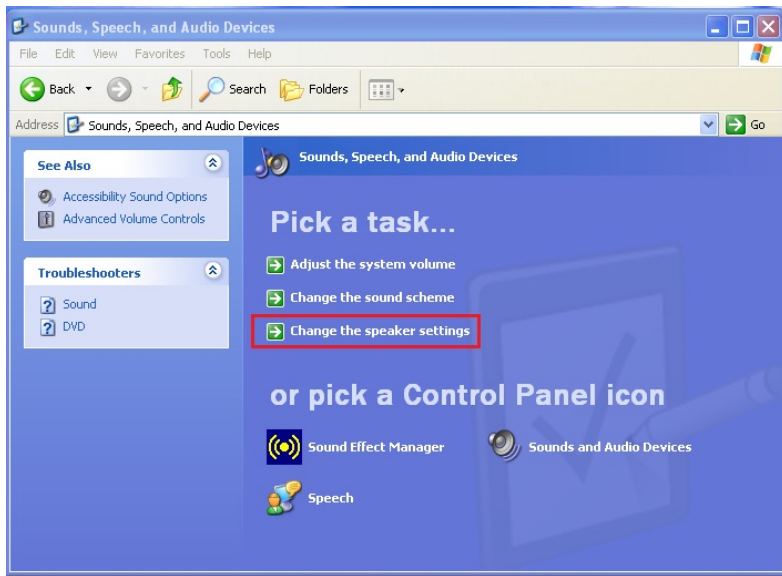 Sounds, Speech, and Audio Devices
File Edit View Favorites Tools Help
Back Search Folders
Address Sounds, Speech, and Audio Devices Go
See Also
Accessibility Sound Options
Advanced Volume Controls
Troubleshooters
Sound
DVD
Sounds, Speech, and Audio Devices
Pick a task...
Adjust the system volume
Change the sound scheme
Change the speaker settings
or pick a Control Panel icon
Sound Effect Manager Sounds and Audio Devices
Speech